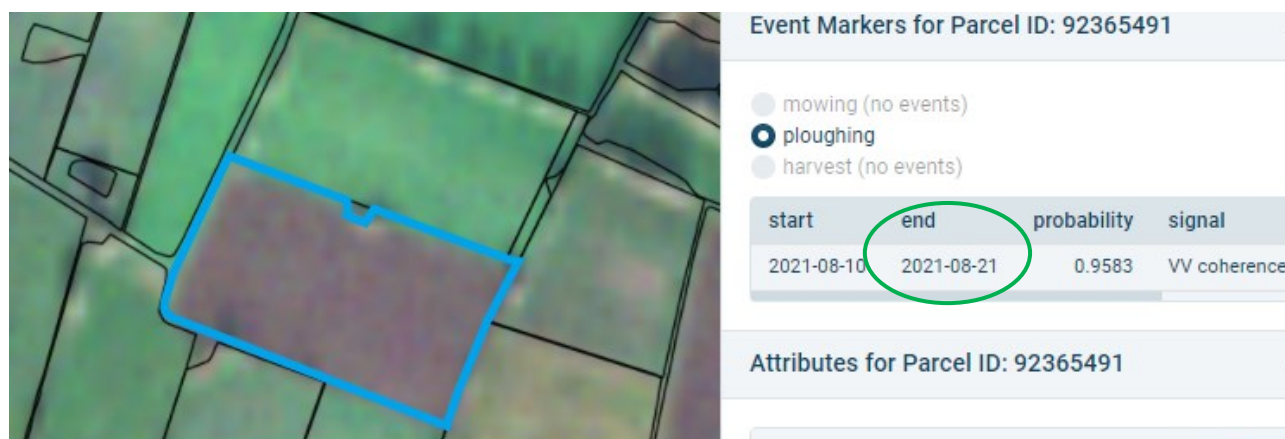 Event Markers for Parcel ID: 92365491
mowing (no events)
ploughing
harvest (no events)
start end probability signal
2021-08-10 2021-08-21 0.9583 VV coherence
Attributes for Parcel ID: 92365491